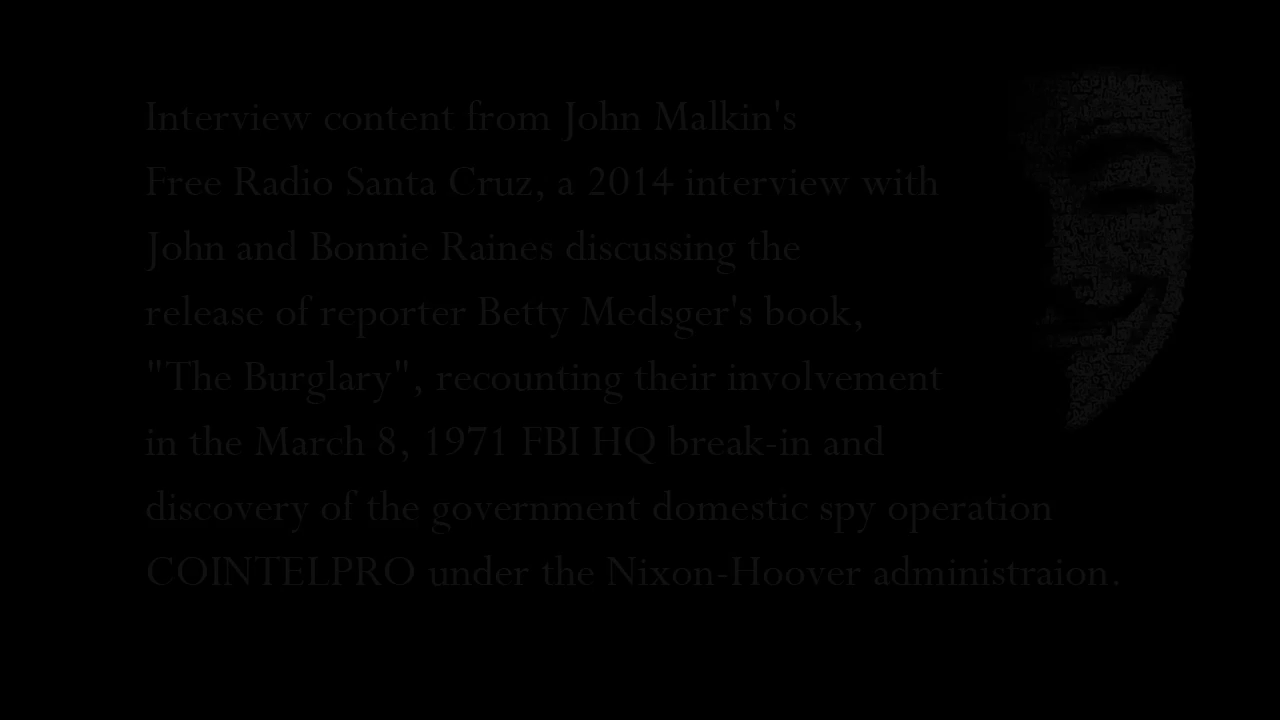 Interview content from John Malkin's
Free Radio Santa Cruz, a 2014 interview with
John and Bonnie Raines discussing the
release of reporter Betty Medsger's book,
"The Burglary", recounting their involvement
in the March 8, 1971 FBI HQ break-in and
discovery of the government domestic spy operation
COINTELPRO under the Nixon-Hoover administraion.